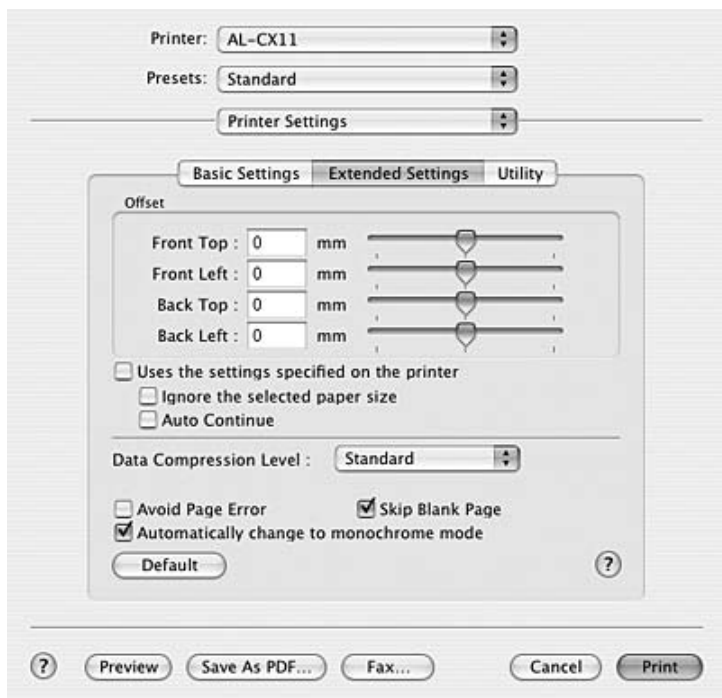 Printer: AL-CX11
Presets: Standard
Printer Settings
Basic Settings Extended Settings Utility
Offset
Front Top : 0 mm
Front Left : 0 mm
Back Top : 0 mm
Back Left : 0 mm
Uses the settings specified on the printer
Ignore the selected paper size
Auto Continue
Data Compression Level : Standard
Avoid Page Error Skip Blank Page
Automatically change to monochrome mode
Default ?
? Preview Save As PDF... Fax... Cancel Print